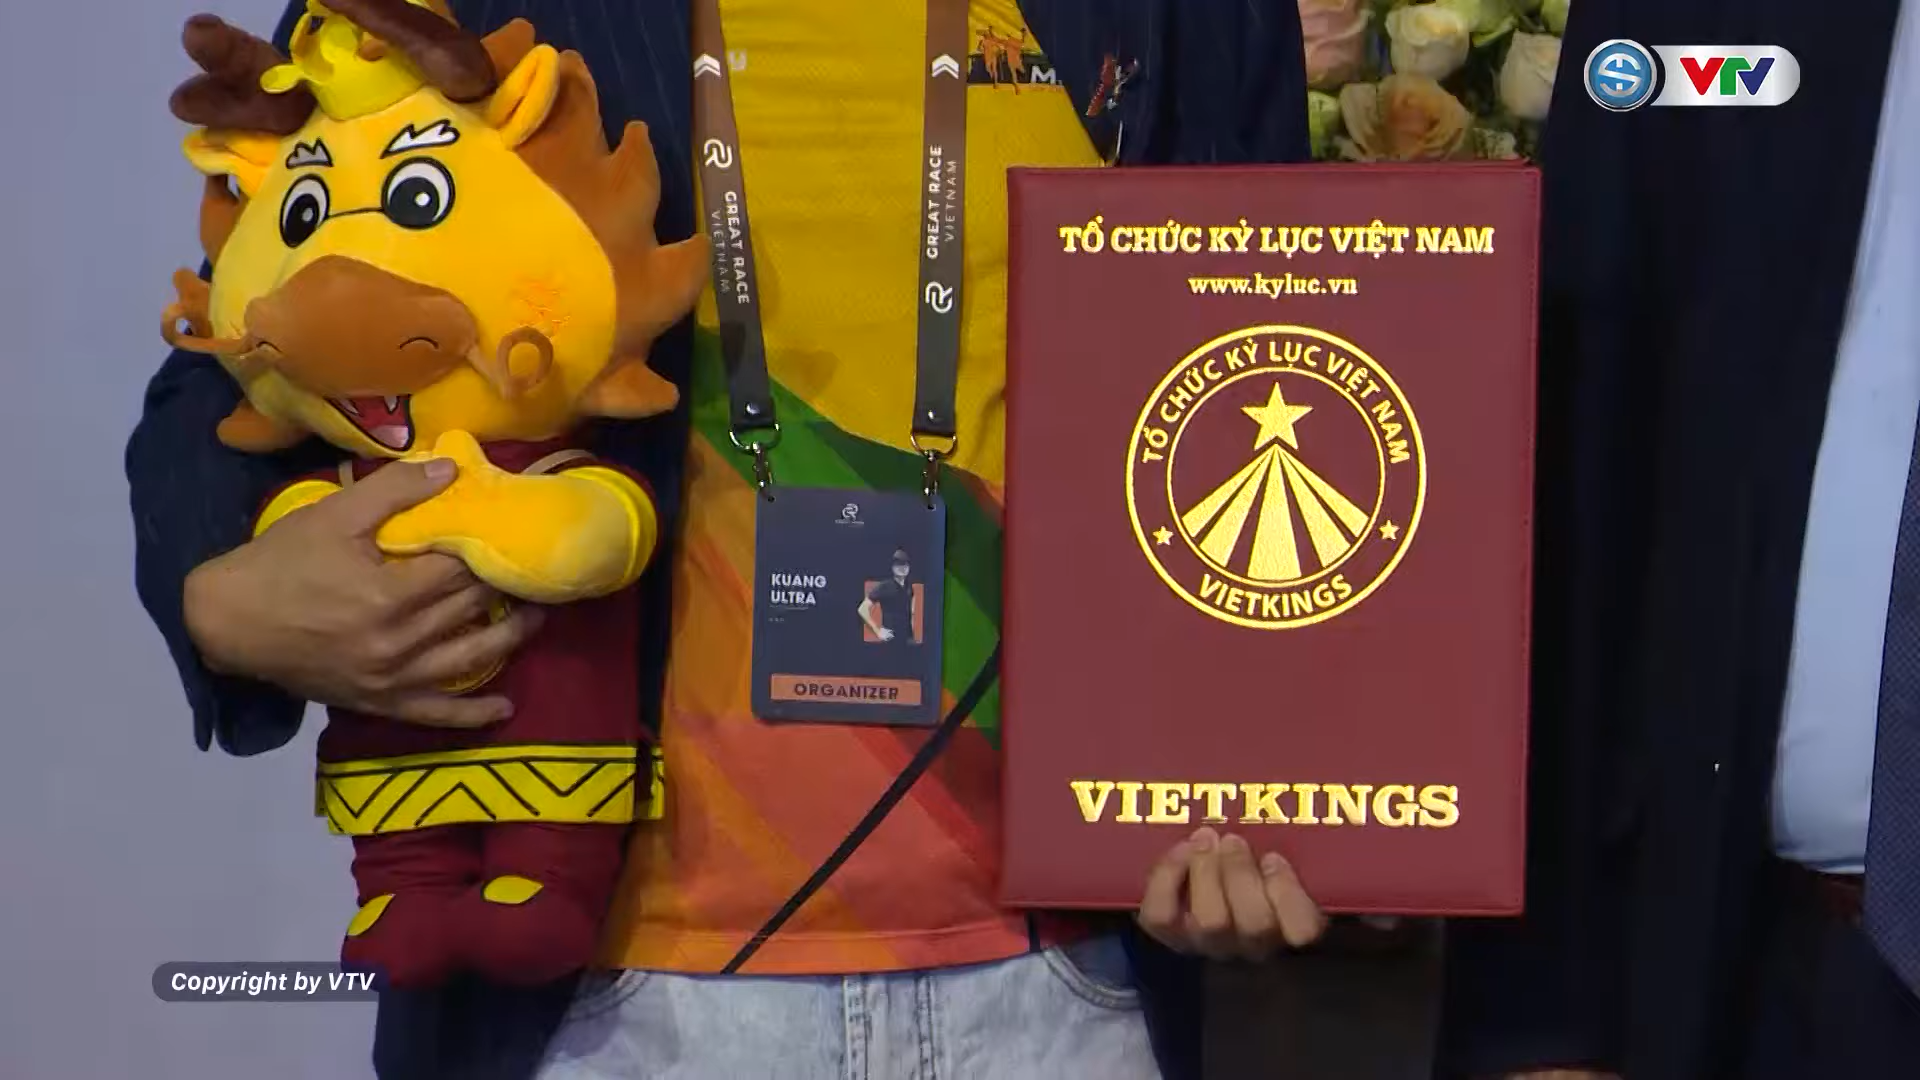 VTV
M
GREAT RACE
VIETNAM
GREAT RACE
VIETNAM
TỔ CHỨC KỶ LỤC VIỆT NAM
www.kyluc.vn
TỔ CHỨC KỶ LỤC VIỆT NAM
VIETKINGS
KUANG
ULTRA
ORGANIZER
VIETKINGS
Copyright by VTV